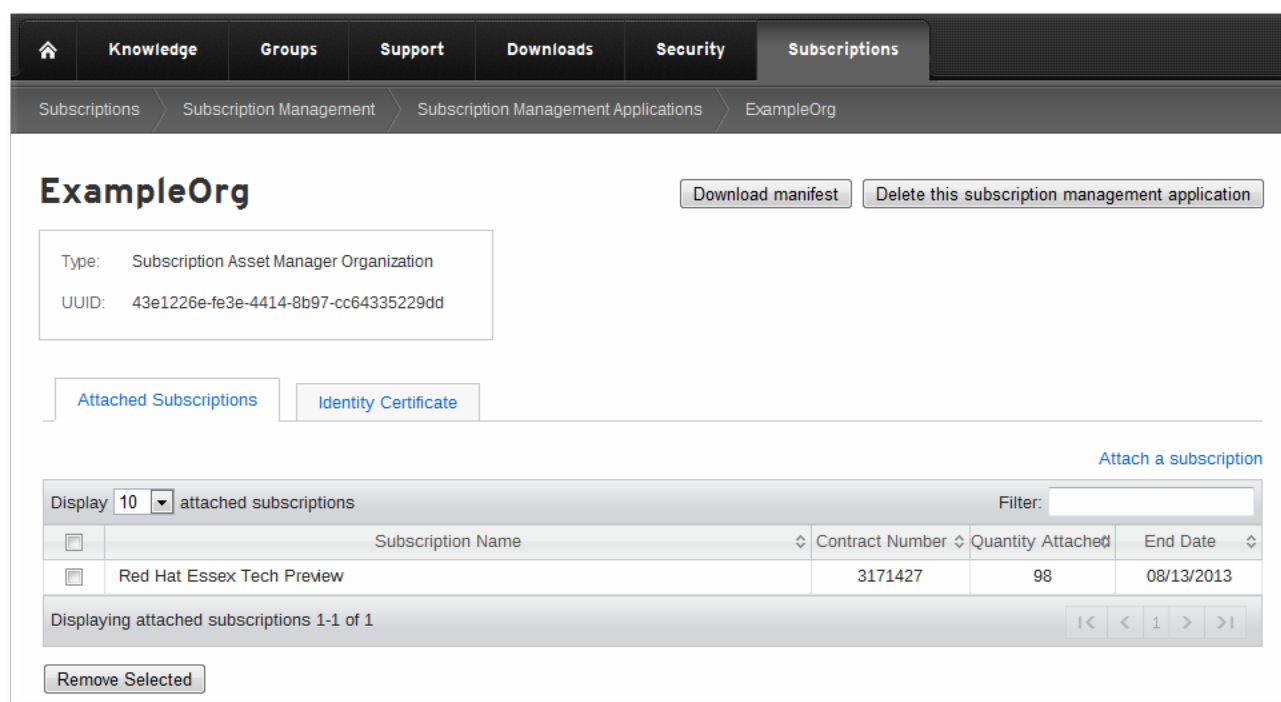 Knowledge Groups Support Downloads Security Subscriptions
Subscriptions Subscription Management Subscription Management Applications ExampleOrg
ExampleOrg
Download manifest Delete this subscription management application
Type: Subscription Asset Manager Organization
UUID: 43e1226e-fe3e-4414-8b97-cc64335229dd
Attached Subscriptions Identity Certificate
Attach a subscription
Display 10 attached subscriptions Filter:
Subscription Name Contract Number Quantity Attached End Date
Red Hat Essex Tech Preview 3171427 98 08/13/2013
Displaying attached subscriptions 1-1 of 1 1
Remove Selected